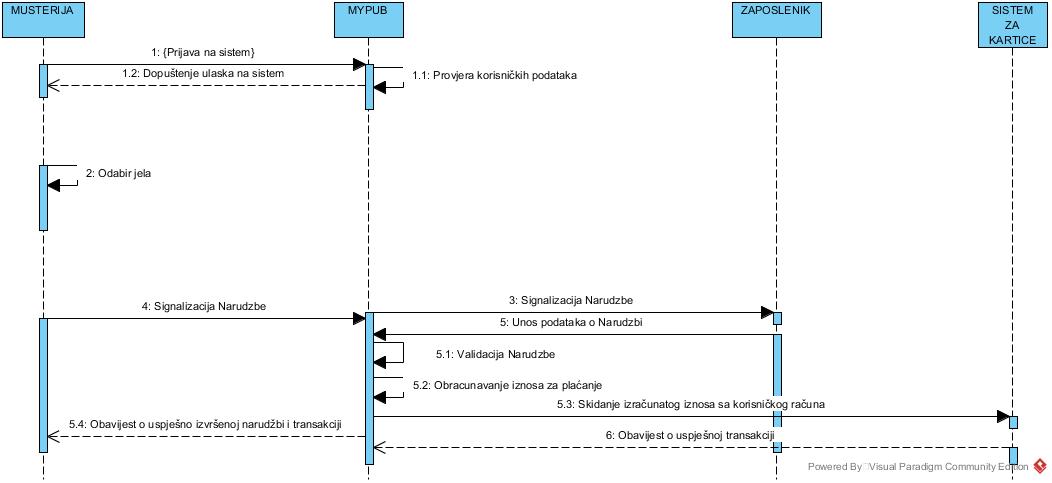 MUSTERIJA
MYPUB
ZAPOSLENIK
SISTEM
ZA
KARTICE
1: {Prijava na sistem}
1.2: Dopuštenje ulaska na sistem
1.1: Provjera korisničkih podataka
2: Odabir jela
4: Signalizacija Narudzbe
3: Signalizacija Narudzbe
5: Unos podataka o Narudzbi
5.1: Validacija Narudzbe
5.2: Obracunavanje iznosa za plaćanje
5.3: Skidanje izračunatog iznosa sa korisničkog računa
5.4: Obavijest o uspješno izvršenoj narudžbi i transakciji
6: Obavijest o uspješnoj transakciji
Powered By Visual Paradigm Community Edition